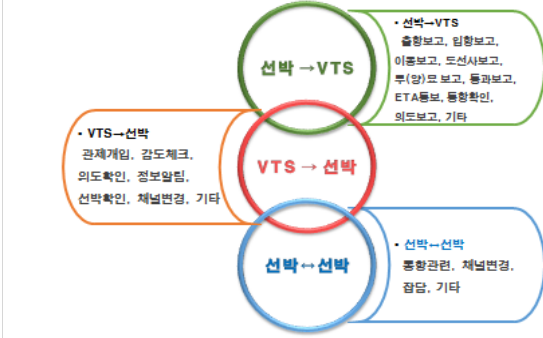 선박→VTS
• 선박→VTS
출항보고, 입항보고,
이동보고, 도선사보고,
투(양)묘 보고, 통과보고,
ETA통보, 통항확인,
의도보고, 기타
• VTS→선박
관제개입, 감도체크,
의도확인, 정보알림,
선박확인, 채널변경, 기타
VTS → 선박
선박↔선박
• 선박↔선박
통항관련, 채널변경,
잡담, 기타